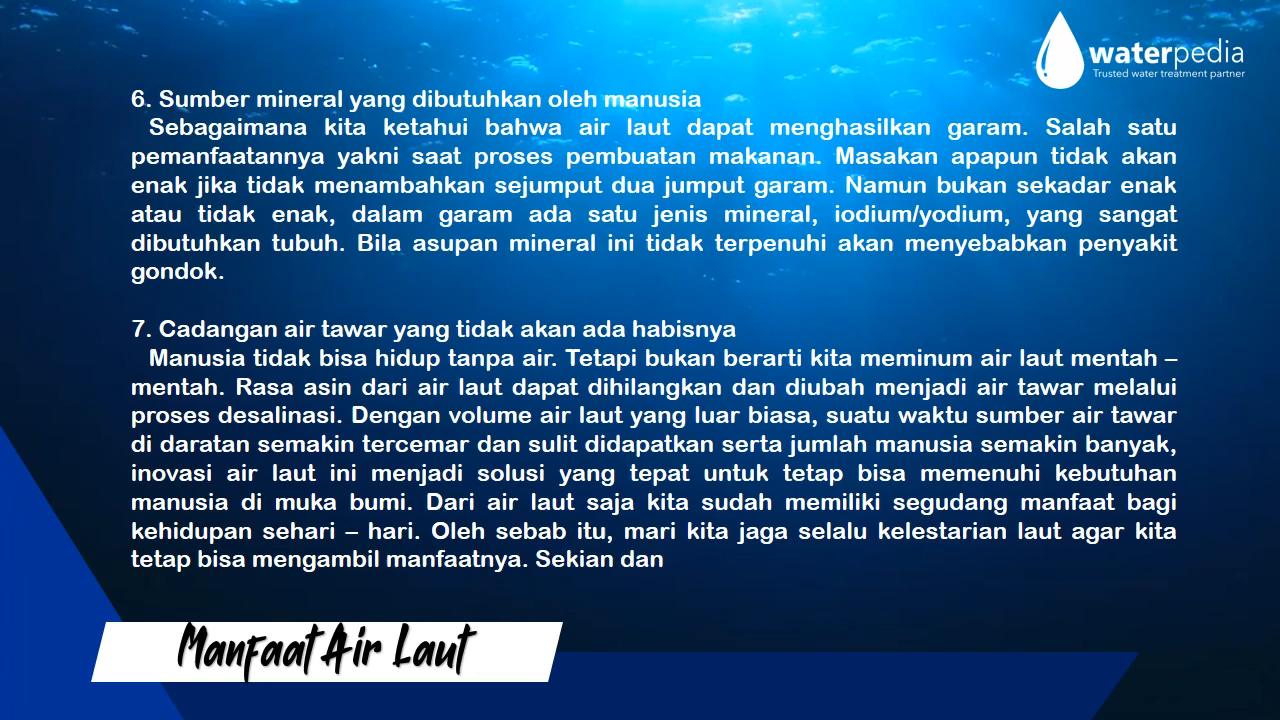 waterpedia
Trusted water treatment partner
6. Sumber mineral yang dibutuhkan oleh manusia
Sebagaimana kita ketahui bahwa air laut dapat menghasilkan garam. Salah satu
pemanfaatannya yakni saat proses pembuatan makanan. Masakan apapun tidak akan
enak jika tidak menambahkan sejumput dua jumput garam. Namun bukan sekadar enak
atau tidak enak, dalam garam ada satu jenis mineral, iodium/yodium, yang sangat
dibutuhkan tubuh. Bila asupan mineral ini tidak terpenuhi akan menyebabkan penyakit
gondok.
7. Cadangan air tawar yang tidak akan ada habisnya
Manusia tidak bisa hidup tanpa air. Tetapi bukan berarti kita meminum air laut mentah –
mentah. Rasa asin dari air laut dapat dihilangkan dan diubah menjadi air tawar melalui
proses desalinasi. Dengan volume air laut yang luar biasa, suatu waktu sumber air tawar
di daratan semakin tercemar dan sulit didapatkan serta jumlah manusia semakin banyak,
inovasi air laut ini menjadi solusi yang tepat untuk tetap bisa memenuhi kebutuhan
manusia di muka bumi. Dari air laut saja kita sudah memiliki segudang manfaat bagi
kehidupan sehari – hari. Oleh sebab itu, mari kita jaga selalu kelestarian laut agar kita
tetap bisa mengambil manfaatnya. Sekian dan
Manfaat Air Laut